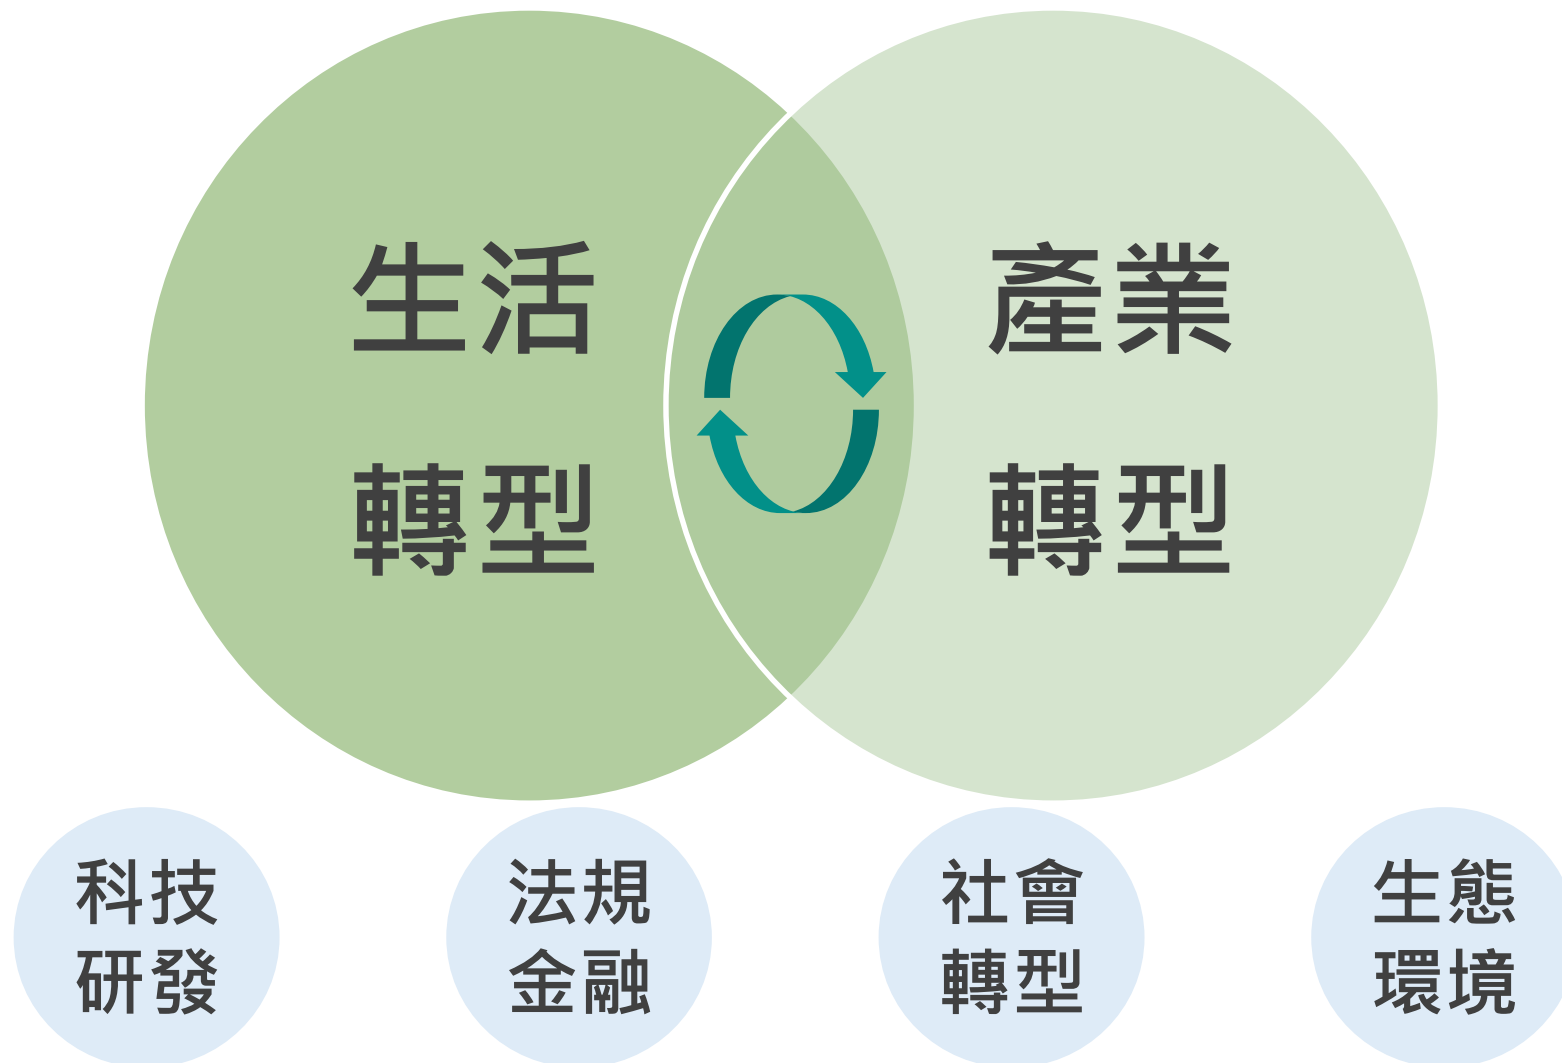 生活
轉型
產業
轉型
科技
研發
法規
金融
社會
轉型
生態
環境